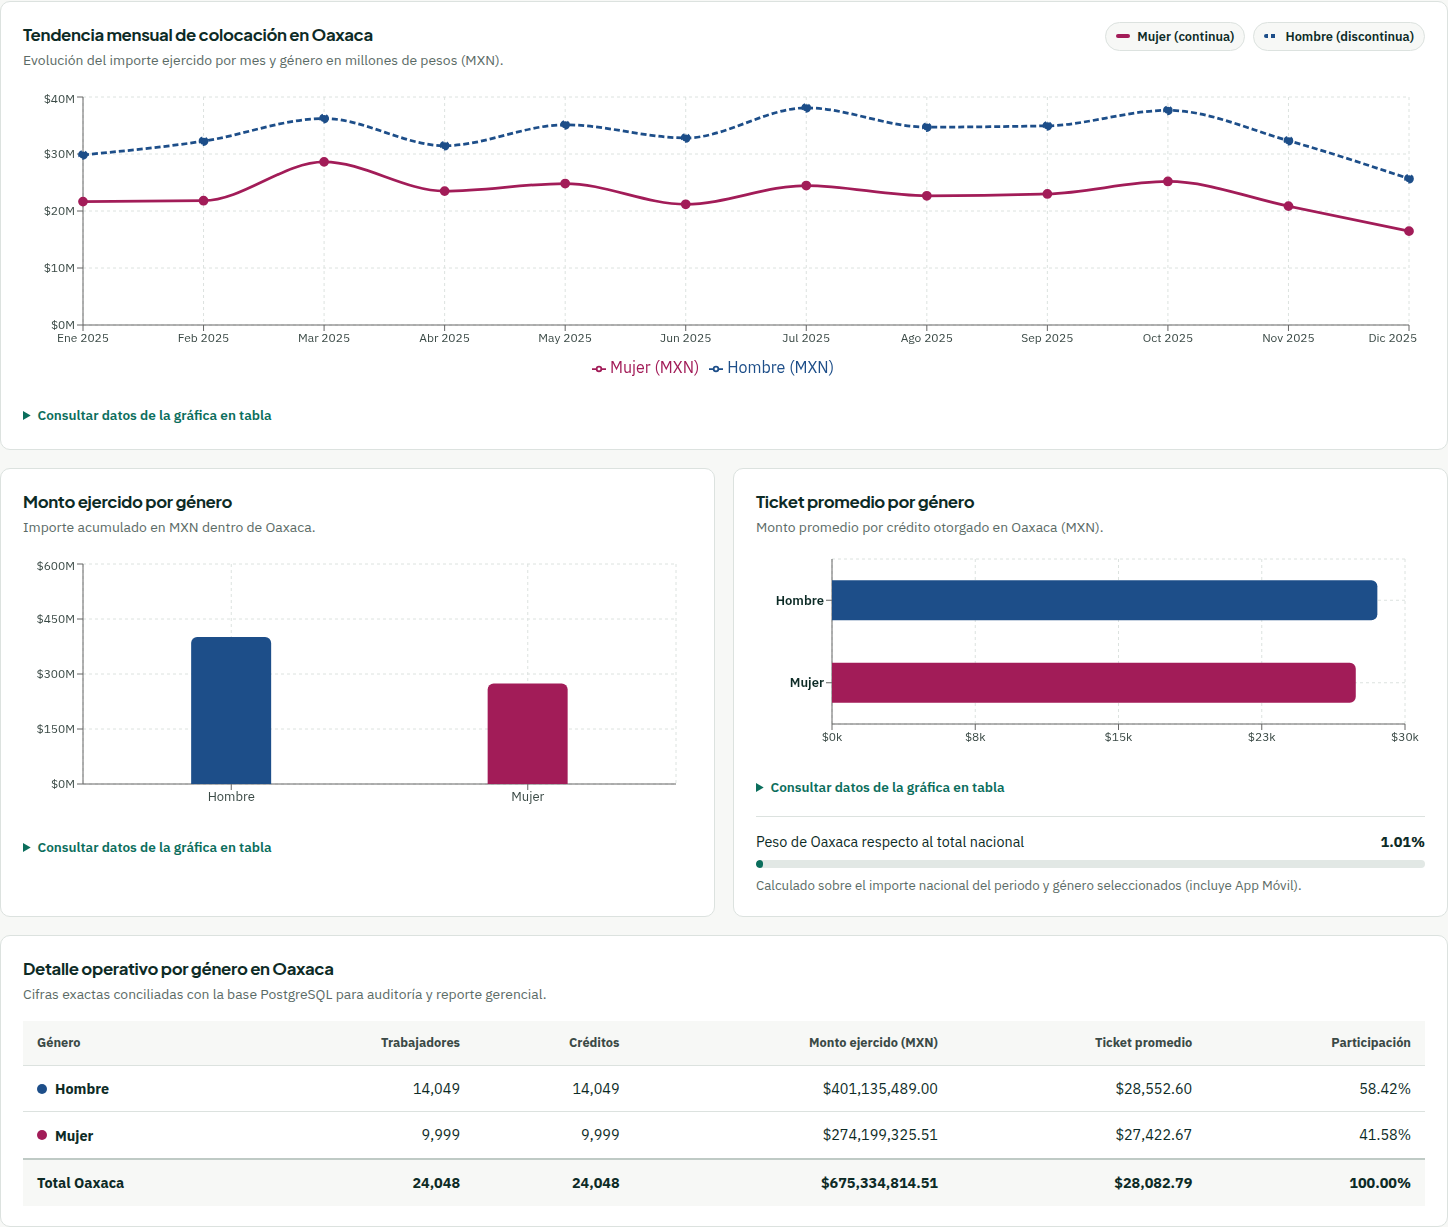 Tendencia mensual de colocación en Oaxaca
Mujer (continua)
Hombre (discontinua)
Evolución del importe ejercido por mes y género en millones de pesos (MXN).
$40M
$30M
$20M
$10M
$0M
Ene 2025
Feb 2025
Mar 2025
Abr 2025
May 2025
Jun 2025
Jul 2025
Ago 2025
Sep 2025
Oct 2025
Nov 2025
Dic 2025
Mujer (MXN)
Hombre (MXN)
Consultar datos de la gráfica en tabla
Monto ejercido por género
Importe acumulado en MXN dentro de Oaxaca.
$600M
$450M
$300M
$150M
$0M
Hombre
Mujer
Consultar datos de la gráfica en tabla
Ticket promedio por género
Monto promedio por crédito otorgado en Oaxaca (MXN).
Hombre
Mujer
$0k
$8k
$15k
$23k
$30k
Consultar datos de la gráfica en tabla
Peso de Oaxaca respecto al total nacional 1.01%
Calculado sobre el importe nacional del periodo y género seleccionados (incluye App Móvil).
Detalle operativo por género en Oaxaca
Cifras exactas conciliadas con la base PostgreSQL para auditoría y reporte gerencial.
Género Trabajadores Créditos Monto ejercido (MXN) Ticket promedio Participación
Hombre 14,049 14,049 $401,135,489.00 $28,552.60 58.42%
Mujer 9,999 9,999 $274,199,325.51 $27,422.67 41.58%
Total Oaxaca 24,048 24,048 $675,334,814.51 $28,082.79 100.00%